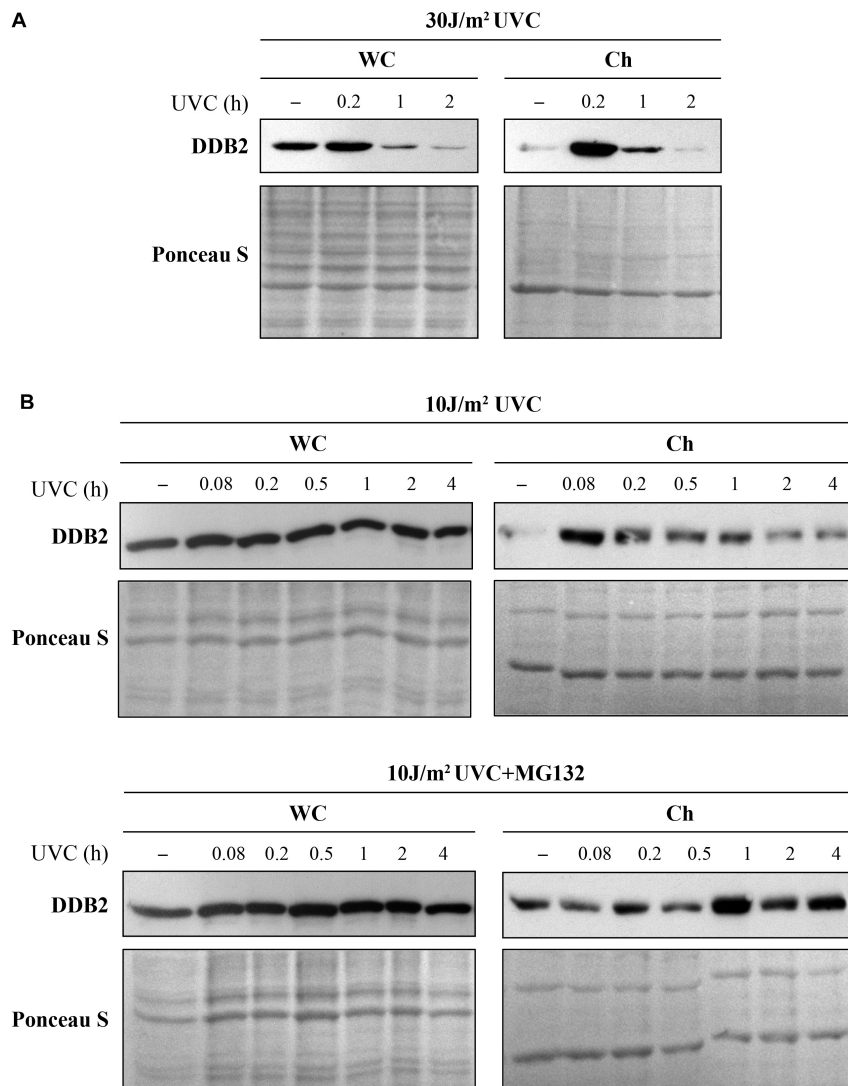 A
30J/m² UVC
WC Ch
UVC (h) – 0.2 1 2 – 0.2 1 2
DDB2
Ponceau S
B
10J/m² UVC
WC Ch
UVC (h) – 0.08 0.2 0.5 1 2 4 – 0.08 0.2 0.5 1 2 4
DDB2
Ponceau S
10J/m² UVC+MG132
WC Ch
UVC (h) – 0.08 0.2 0.5 1 2 4 – 0.08 0.2 0.5 1 2 4
DDB2
Ponceau S